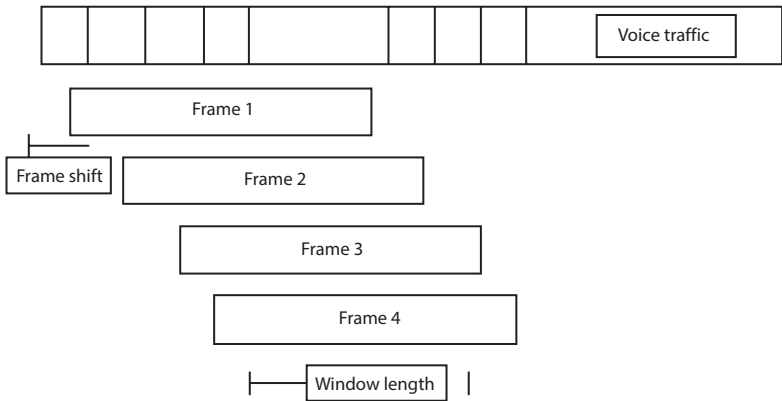 Voice traffic
Frame 1
Frame shift
Frame 2
Frame 3
Frame 4
Window length